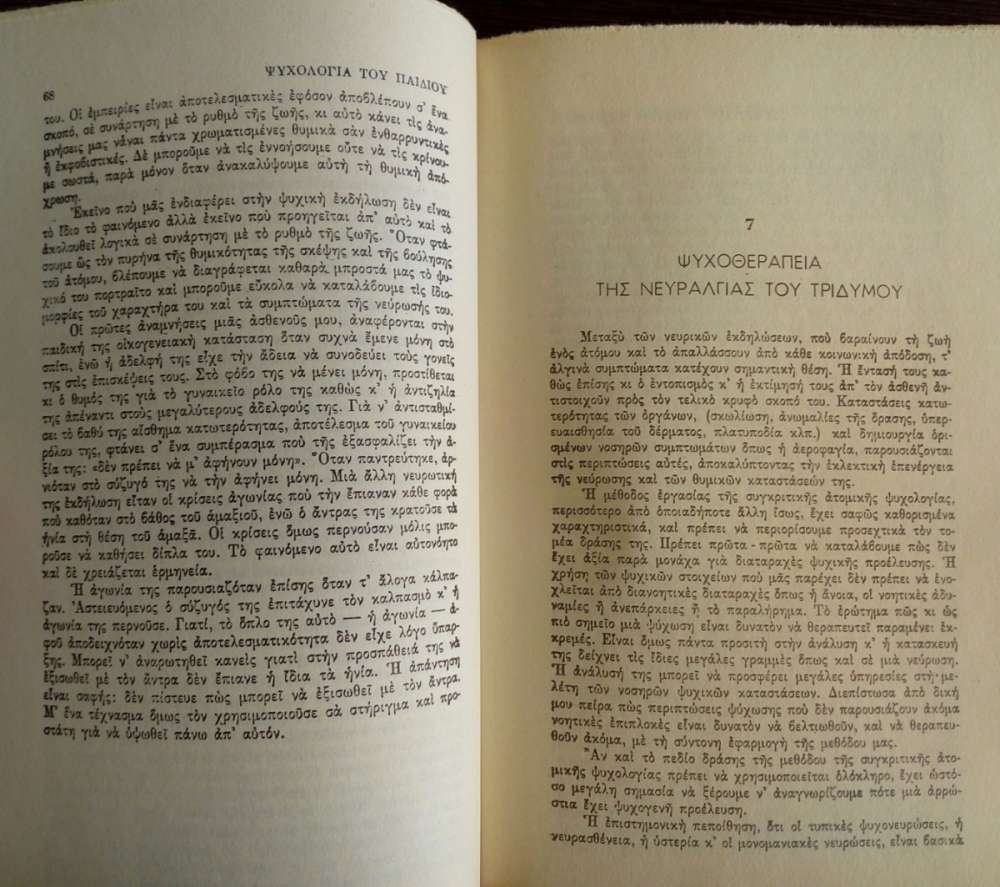 68
ΨΥΧΟΛΟΓΙΑ ΤΟΥ ΠΑΙΔΙΟΥ
του. Οἱ ἐμπειρίες εἶναι ἀποτελεσματικὲς ἐφόσον ἀποβλέπουν σ' ἕνα
σκοπό, σὲ συνάρτηση μὲ τὸ ρυθμὸ τῆς ζωῆς, κι αὐτὸ κάνει τὶς ἀνα-
μνήσεις μας νἆναι πάντα χρωματισμένες θυμικὰ σὰν ἐνθαρρυντικὲς
ἢ ἐκφοδιστικές. Δὲ μποροῦμε νὰ τὶς ἐννοήσουμε οὔτε νὰ τὶς κρίνου-
με σωστά, παρὰ μόνον ὅταν ἀνακαλύψουμε αὐτὴ τὴ θυμικὴ ἀπό-
χρωση.
Ἐκεῖνο ποὺ μᾶς ἐνδιαφέρει στὴν ψυχικὴ ἐκδήλωση δὲν εἶναι
τὸ ἴδιο τὸ φαινόμενο ἀλλὰ ἐκεῖνο ποὺ προηγεῖται ἀπ' αὐτὸ καὶ τὸ
ἀκολουθεῖ λογικὰ σὲ συνάρτηση μὲ τὸ ρυθμὸ τῆς ζωῆς. Ὅταν φτά-
σουμε ὣς τὸν πυρήνα τῆς θυμικότητας τῆς σκέψης καὶ τῆς βούλησης
τοῦ ἀτόμου, βλέπουμε νὰ διαγράφεται καθαρὰ μπροστά μας τὸ ψυ-
χικό του πορτραῖτο καὶ μποροῦμε εὔκολα νὰ καταλάβουμε τὶς ἰδιο-
μορφίες τοῦ χαραχτήρα του καὶ τὰ συμπτώματα τῆς νεύρωσής του.
Οἱ πρῶτες ἀναμνήσεις μιᾶς ἀσθενοῦς μου, ἀναφέρονται στὴν
παιδική της οἰκογενειακὴ κατάσταση ὅταν συχνὰ ἔμενε μόνη στὸ
σπίτι, ἐνῶ ἡ ἀδελφή της εἶχε τὴν ἄδεια νὰ συνοδεύει τοὺς γονεῖς
της στὶς ἐπισκέψεις τους. Στὸ φόβο της νὰ μένει μόνη, προστίθεται
κι ὁ θυμός της γιὰ τὸ γυναικεῖο ρόλο της καθὼς κ' ἡ ἀντιζηλία
της ἀπέναντι στοὺς μεγαλύτερους ἀδελφούς της. Γιὰ ν' ἀντισταθμί-
σει τὸ βαθύ της αἴσθημα κατωτερότητας, ἀποτέλεσμα τοῦ γυναικείου
ρόλου της, φτάνει σ' ἕνα συμπέρασμα ποὺ τῆς ἐξασφαλίζει τὴν ἀ-
ξία της: «δὲν πρέπει νὰ μ' ἀφήνουν μόνη». Ὅταν παντρεύτηκε, ἀρ-
νιόταν στὸ σύζυγό της νὰ τὴν ἀφήνει μόνη. Μιὰ ἄλλη νευρωτική
της ἐκδήλωση εἶταν οἱ κρίσεις ἀγωνίας ποὺ τὴν ἔπιαναν κάθε φορὰ
ποὺ καθόταν στὸ βάθος τοῦ ἀμαξιοῦ, ἐνῶ ὁ ἄντρας της κρατοῦσε τὰ
ἡνία στὴ θέση τοῦ ἁμαξᾶ. Οἱ κρίσεις ὅμως περνοῦσαν μόλις μπο-
ροῦσε νὰ καθήσει δίπλα του. Τὸ φαινόμενο αὐτὸ εἶναι αὐτονόητο
καὶ δὲ χρειάζεται ἑρμηνεία.
Ἡ ἀγωνία της παρουσιαζόταν ἐπίσης ὅταν τ' ἄλογα κάλπα-
ζαν. Ἀστειευόμενος ὁ σύζυγός της ἐπιτάχυνε τὸν καλπασμὸ κ' ἡ
ἀγωνία της περνοῦσε. Γιατί, τὸ ὅπλο της αὐτὸ — ἡ ἀγωνία — ἀ-
φοῦ ἀποδειχνόταν χωρὶς ἀποτελεσματικότητα δὲν εἶχε λόγο ὕπαρ-
ξης. Μπορεῖ ν' ἀναρωτηθεῖ κανεὶς γιατὶ στὴν προσπάθειά της νὰ
ἐξισωθεῖ μὲ τὸν ἄντρα δὲν ἔπιανε ἡ ἴδια τὰ ἡνία. Ἡ ἀπάντηση
εἶναι σαφής: δὲν πίστευε πὼς μπορεῖ νὰ ἐξισωθεῖ μὲ τὸν ἄντρα.
Μ' ἕνα τέχνασμα ὅμως τὸν χρησιμοποιοῦσε σὰ στήριγμα καὶ προ-
στάτη γιὰ νὰ ὑψωθεῖ πάνω ἀπ' αὐτόν.
7
ΨΥΧΟΘΕΡΑΠΕΙΑ
ΤΗΣ ΝΕΥΡΑΛΓΙΑΣ ΤΟΥ ΤΡΙΔΥΜΟΥ
Μεταξὺ τῶν νευρικῶν ἐκδηλώσεων, ποὺ βαραίνουν τὴ ζωὴ
ἑνὸς ἀτόμου καὶ τὸ ἀπαλλάσσουν ἀπὸ κάθε κοινωνικὴ ἀπόδοση, τ'
ἀλγινὰ συμπτώματα κατέχουν σημαντικὴ θέση. Ἡ ἔντασή τους κα-
θὼς ἐπίσης κι ὁ ἐντοπισμὸς κ' ἡ ἐκτίμησή τους ἀπ' τὸν ἀσθενῆ ἀν-
τιστοιχοῦν πρὸς τὸν τελικὸ κρυφὸ σκοπό του. Καταστάσεις κατω-
τερότητας τῶν ὀργάνων, (σκωλίωση, ἀνωμαλίες τῆς ὅρασης, ὑπερ-
ευαισθησία τοῦ δέρματος, πλατυποδία κλπ.) καὶ δημιουργία ὁρι-
σμένων νοσηρῶν συμπτωμάτων ὅπως ἡ ἀεροφαγία, παρουσιάζονται
στὶς περιπτώσεις αὐτές, ἀποκαλύπτοντας τὴν ἐκλεκτικὴ ἐπενέργεια
τῆς νεύρωσης καὶ τῶν θυμικῶν καταστάσεών της.
Ἡ μέθοδος ἐργασίας τῆς συγκριτικῆς ἀτομικῆς ψυχολογίας,
περισσότερο ἀπὸ ὁποιαδήποτε ἄλλη ἴσως, ἔχει σαφῶς καθορισμένα
χαραχτηριστικά, καὶ πρέπει νὰ περιορίσουμε προσεχτικὰ τὸν το-
μέα δράσης της. Πρέπει πρῶτα - πρῶτα νὰ καταλάβουμε πὼς δὲν
ἔχει ἀξία παρὰ μονάχα γιὰ διαταραχὲς ψυχικῆς προέλευσης. Ἡ
χρήση τῶν ψυχικῶν στοιχείων ποὺ μᾶς παρέχει δὲν πρέπει νὰ ἐνο-
χλεῖται ἀπὸ διανοητικὲς διαταραχὲς ὅπως ἡ ἄνοια, οἱ νοητικὲς ἀδυ-
ναμίες ἢ ἀνεπάρκειες ἢ τὸ παραλήρημα. Τὸ ἐρώτημα πῶς κι ὣς
πιὸ σημεῖο μιὰ ψύχωση εἶναι δυνατὸν νὰ θεραπευτεῖ παραμένει ἐκ-
κρεμές. Εἶναι ὅμως πάντα προσιτὴ στὴν ἀνάλυση κ' ἡ κατασκευή
της δείχνει τὶς ἴδιες μεγάλες γραμμὲς ὅπως καὶ σὲ μιὰ νεύρωση.
Ἡ ἀνάλυσή της μπορεῖ νὰ προσφέρει μεγάλες ὑπηρεσίες στὴ με-
λέτη τῶν νοσηρῶν ψυχικῶν καταστάσεων. Διεπίστωσα ἀπὸ δική
μου πείρα πὼς περιπτώσεις ψύχωσης ποὺ δὲν παρουσιάζουν ἀκόμα
νοητικὲς ἐπιπλοκὲς εἶναι δυνατὸν νὰ βελτιωθοῦν, καὶ νὰ θεραπευ-
θοῦν ἀκόμα, μὲ τὴ σύντονη ἐφαρμογὴ τῆς μεθόδου μας.
Ἂν καὶ τὸ πεδίο δράσης τῆς μεθόδου τῆς συγκριτικῆς ἀτο-
μικῆς ψυχολογίας πρέπει νὰ χρησιμοποιεῖται ὁλόκληρο, ἔχει ὡστό-
σο μεγάλη σημασία νὰ ξέρουμε ν' ἀναγνωρίζουμε πότε μιὰ ἀρρώ-
στια ἔχει ψυχογενῆ προέλευση.
Ἡ ἐπιστημονικὴ πεποίθηση, ὅτι οἱ τυπικὲς ψυχονευρώσεις, ἡ
νευρασθένεια, ἡ ὑστερία κ' οἱ μονομανιακὲς νευρώσεις, εἶναι βασικὰ